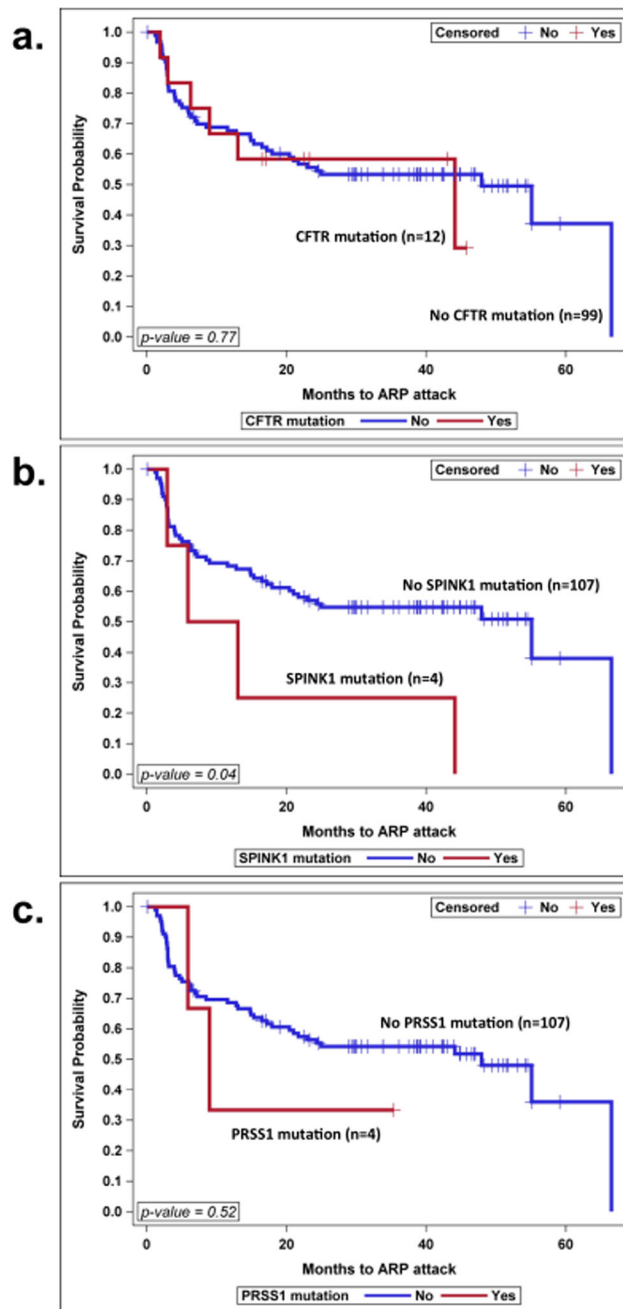 a.
Censored No Yes
Survival Probability
1.0
0.9
0.8
0.7
0.6
0.5
0.4
0.3
0.2
0.1
0.0
CFTR mutation (n=12)
No CFTR mutation (n=99)
p-value = 0.77
0 20 40 60
Months to ARP attack
CFTR mutation No Yes
b.
Censored No Yes
Survival Probability
1.0
0.9
0.8
0.7
0.6
0.5
0.4
0.3
0.2
0.1
0.0
No SPINK1 mutation (n=107)
SPINK1 mutation (n=4)
p-value = 0.04
0 20 40 60
Months to ARP attack
SPINK1 mutation No Yes
c.
Censored No Yes
Survival Probability
1.0
0.9
0.8
0.7
0.6
0.5
0.4
0.3
0.2
0.1
0.0
No PRSS1 mutation (n=107)
PRSS1 mutation (n=4)
p-value = 0.52
0 20 40 60
Months to ARP attack
PRSS1 mutation No Yes